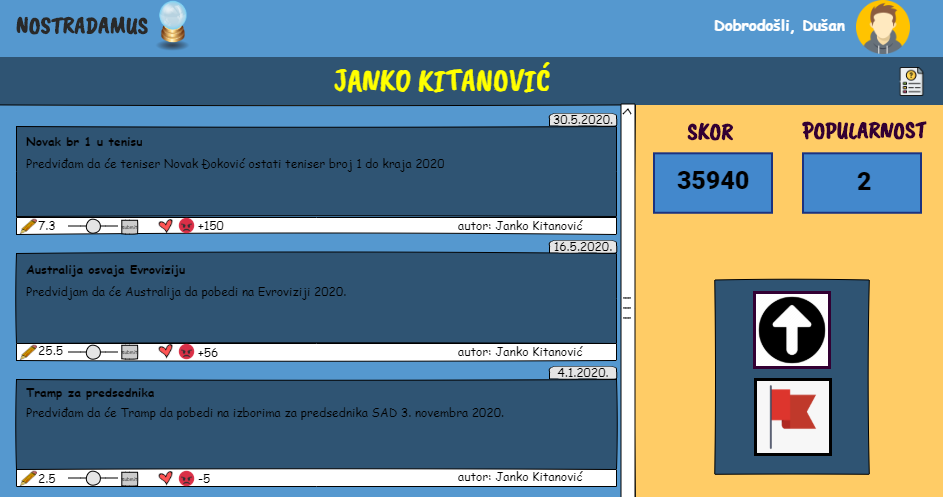 NOSTRADAMUS
Dobrodošli, Dušan
JANKO KITANOVIĆ
30.5.2020.
Novak br 1 u tenisu
Predviđam da će teniser Novak Đoković ostati teniser broj 1 do kraja 2020
7.3 submit +150 autor: Janko Kitanović
16.5.2020.
Australija osvaja Evroviziju
Predvidjam da će Australija da pobedi na Evroviziji 2020.
25.5 submit +56 autor: Janko Kitanović
4.1.2020.
Tramp za predsednika
Predviđam da će Tramp da pobedi na izborima za predsednika SAD 3. novembra 2020.
2.5 submit -5 autor: Janko Kitanović
SKOR
35940
POPULARNOST
2